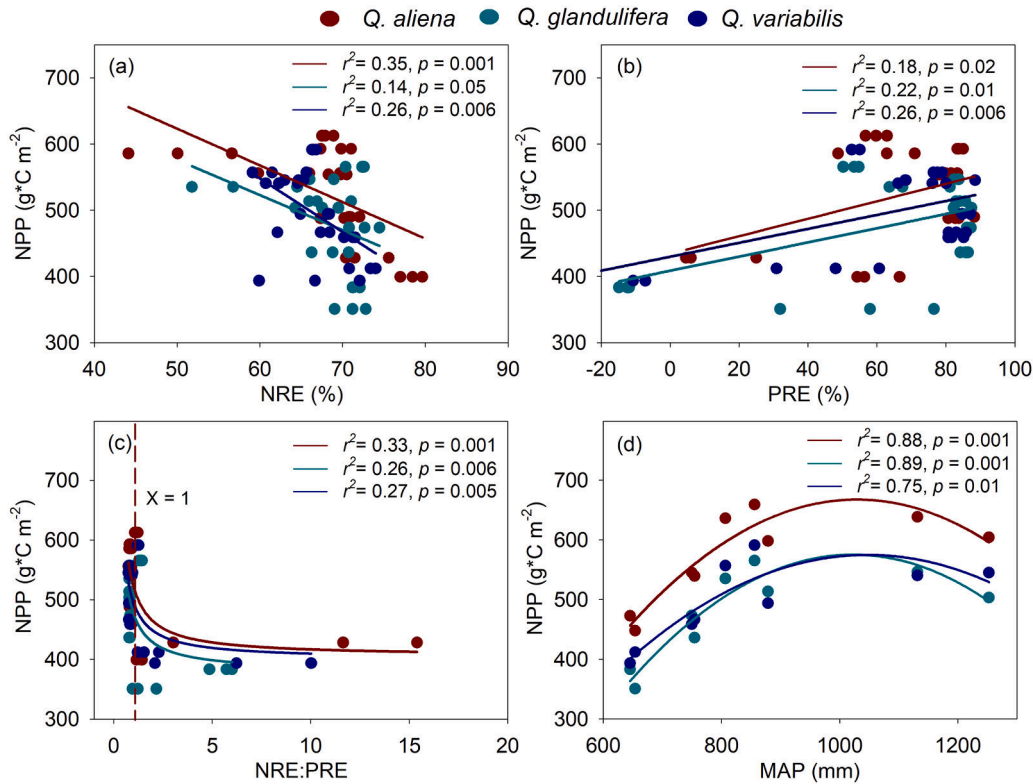 Q. aliena Q. glandulifera Q. variabilis
(a)
r²= 0.35, p = 0.001
r²= 0.14, p = 0.05
r²= 0.26, p = 0.006
700
600
500
400
300
NPP (g*C m⁻²)
40 50 60 70 80 90
NRE (%)
(b)
r²= 0.18, p = 0.02
r²= 0.22, p = 0.01
r²= 0.26, p = 0.006
700
600
500
400
300
NPP (g*C m⁻²)
-20 0 20 40 60 80 100
PRE (%)
(c)
r²= 0.33, p = 0.001
r²= 0.26, p = 0.006
r²= 0.27, p = 0.005
X = 1
700
600
500
400
300
NPP (g*C m⁻²)
0 5 10 15 20
NRE:PRE
(d)
r²= 0.88, p = 0.001
r²= 0.89, p = 0.001
r²= 0.75, p = 0.01
700
600
500
400
300
NPP (g*C m⁻²)
600 800 1000 1200
MAP (mm)